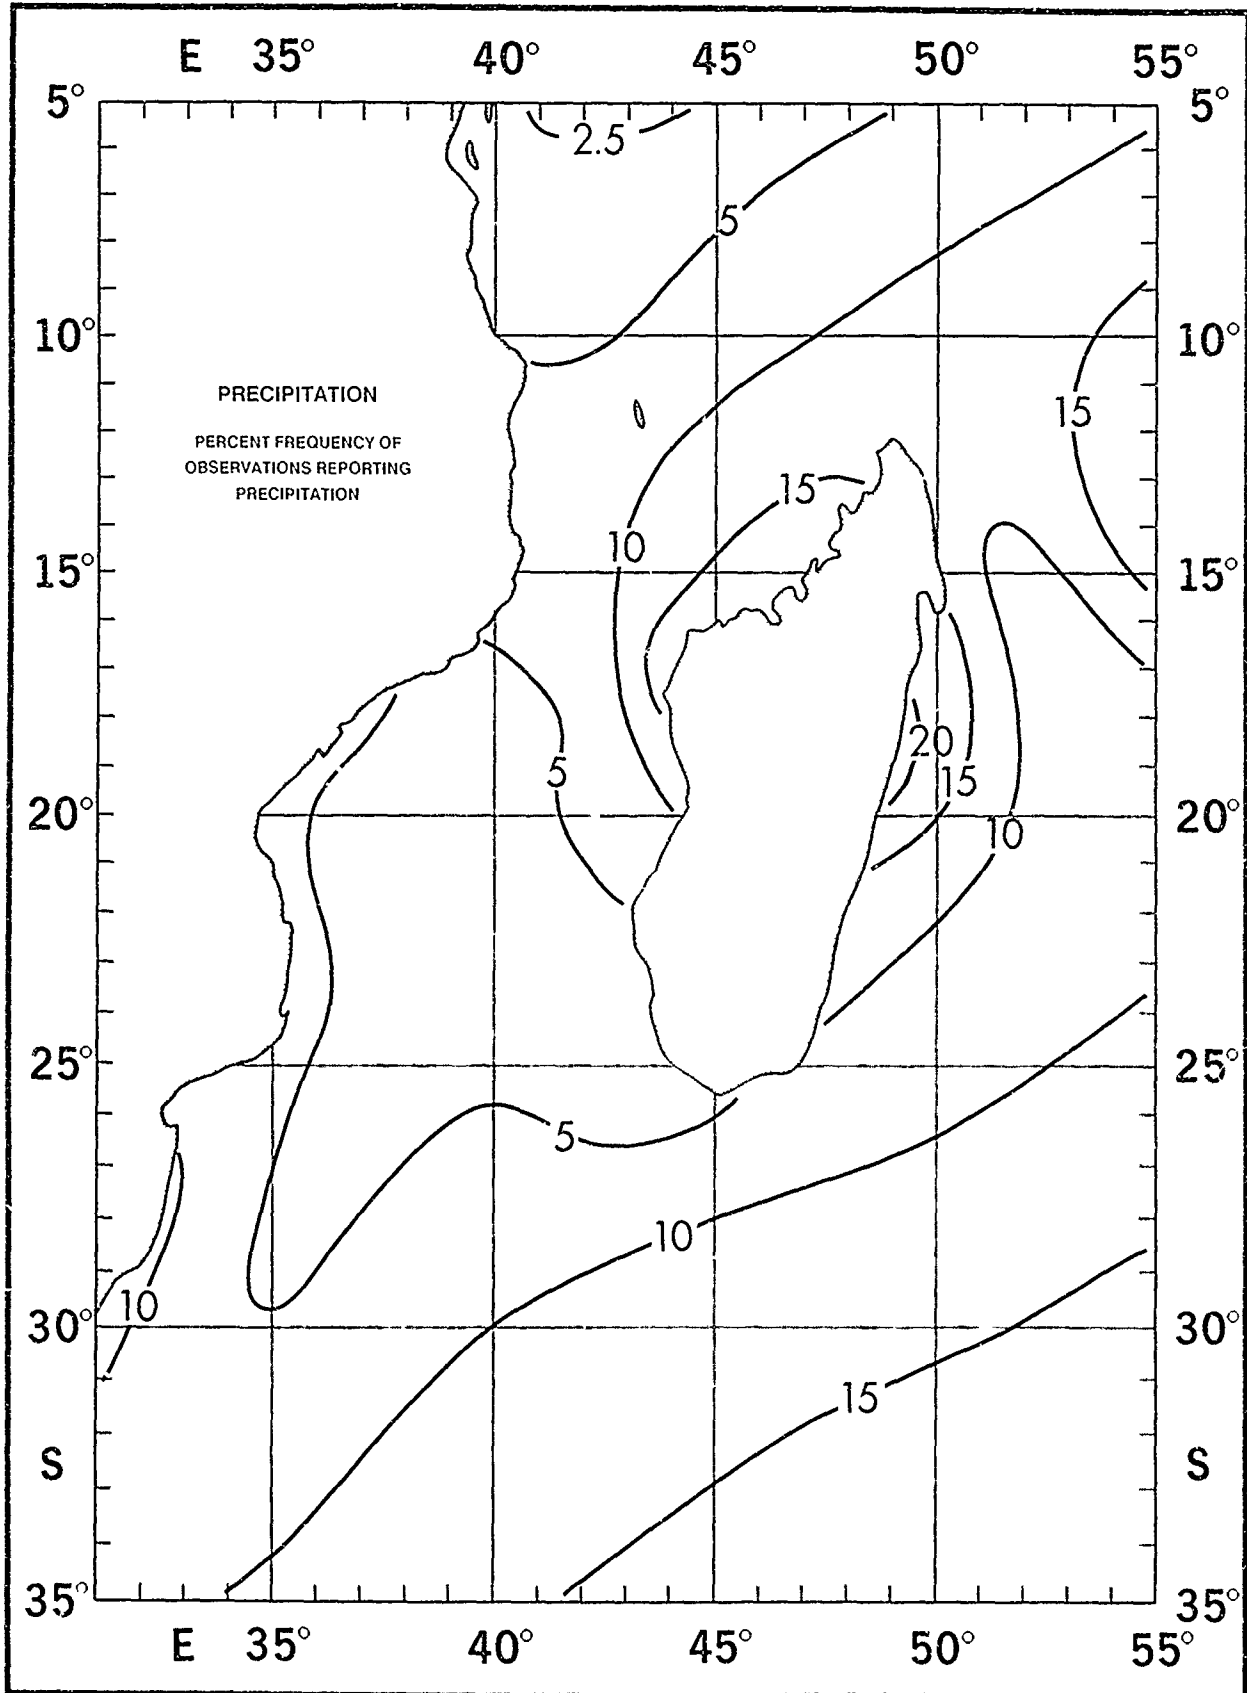 E 35° 40° 45° 50° 55°
5° 5°
2.5
5
10° 10°
PRECIPITATION
15
PERCENT FREQUENCY OF
OBSERVATIONS REPORTING
PRECIPITATION
15
10
15° 15°
20
5
15
20° 20°
10
25° 25°
5
10
10
30° 30°
15
S S
35° 35°
E 35° 40° 45° 50° 55°